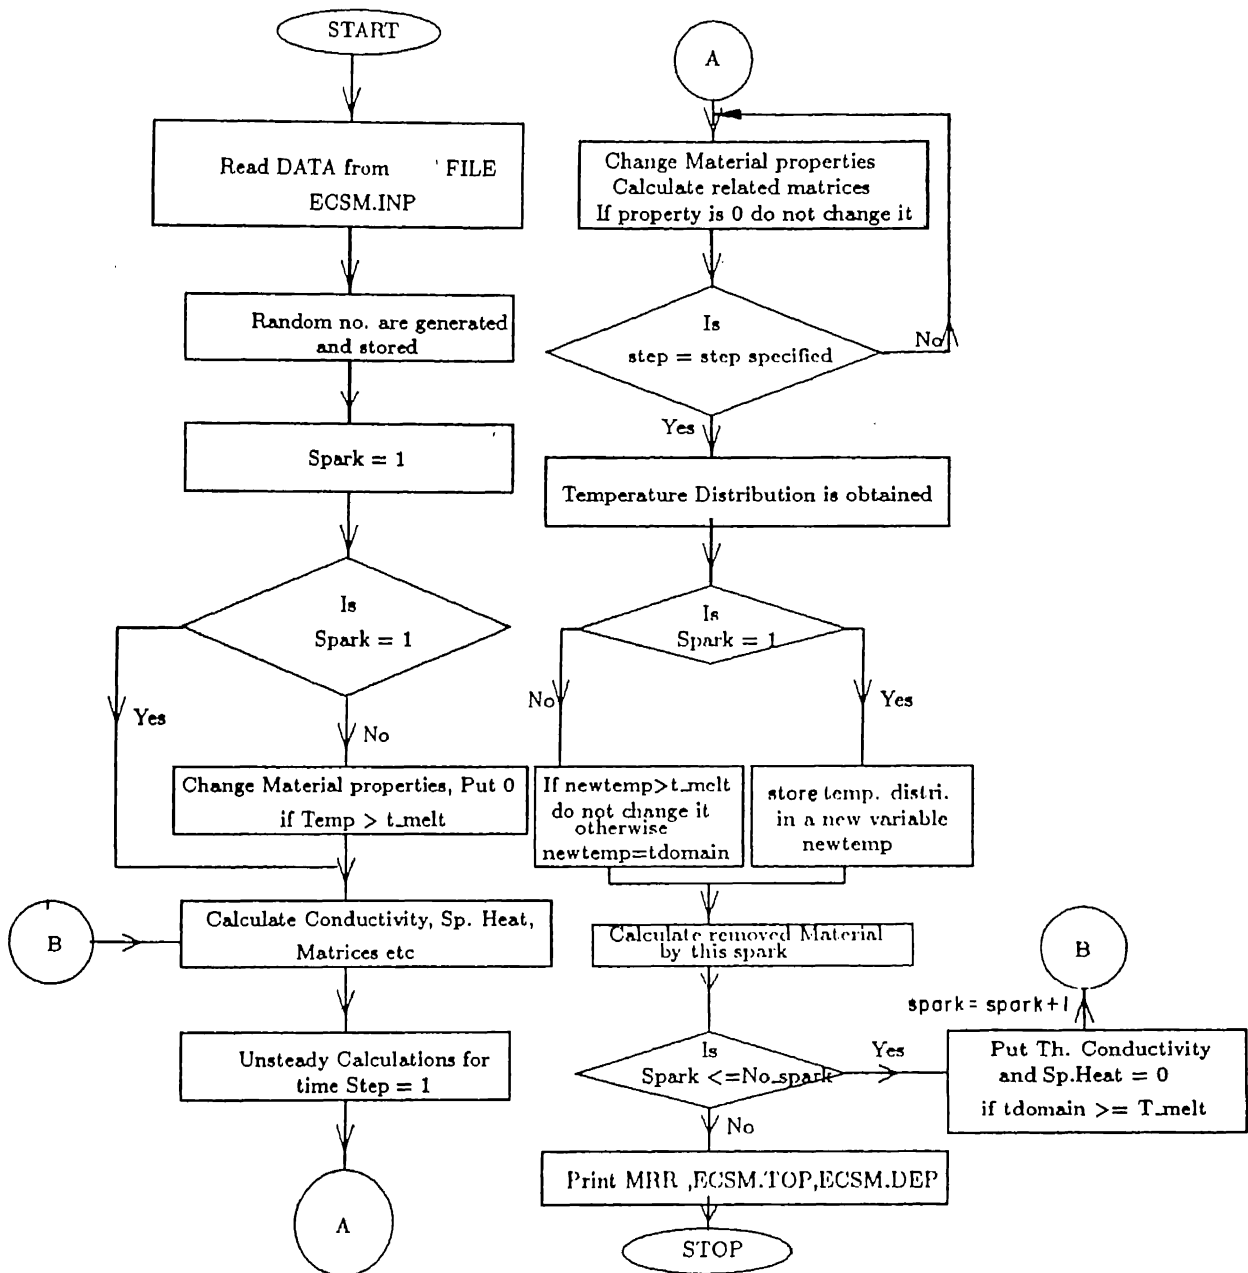 START
Read DATA from ' FILE
ECSM.INP
Random no. are generated
and stored
Spark = 1
Is
Spark = 1
Yes
No
Change Material properties, Put 0
if Temp > t_melt
B
Calculate Conductivity, Sp. Heat,
Matrices etc
Unsteady Calculations for
time Step = 1
A
A
Change Material properties
Calculate related matrices
If property is 0 do not change it
Is
step = step specified
No
Yes
Temperature Distribution is obtained
Is
Spark = 1
No
Yes
If newtemp>t_melt
do not change it
otherwise
newtemp=tdomain
store temp. distri.
in a new variable
newtemp
Calculate removed Material
by this spark
Is
Spark <=No_spark
Yes
No
B
spark = spark+1
Put Th. Conductivity
and Sp.Heat = 0
if tdomain >= T_melt
Print MRR ,ECSM.TOP,ECSM.DEP
STOP